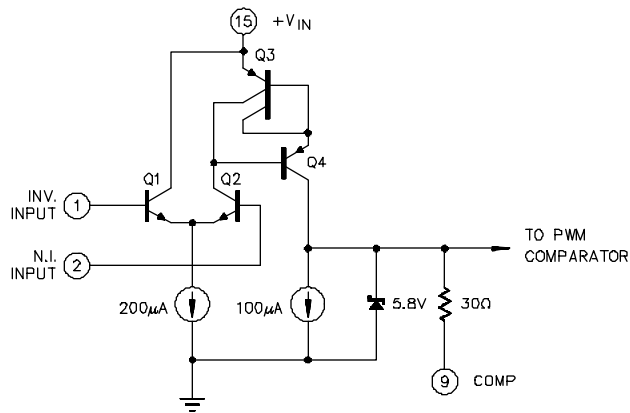 15 +VIN
Q3
Q4
Q1 Q2
INV.
INPUT 1
N.I.
INPUT 2
TO PWM
COMPARATOR
200µA 100µA 5.8V 30Ω
9 COMP